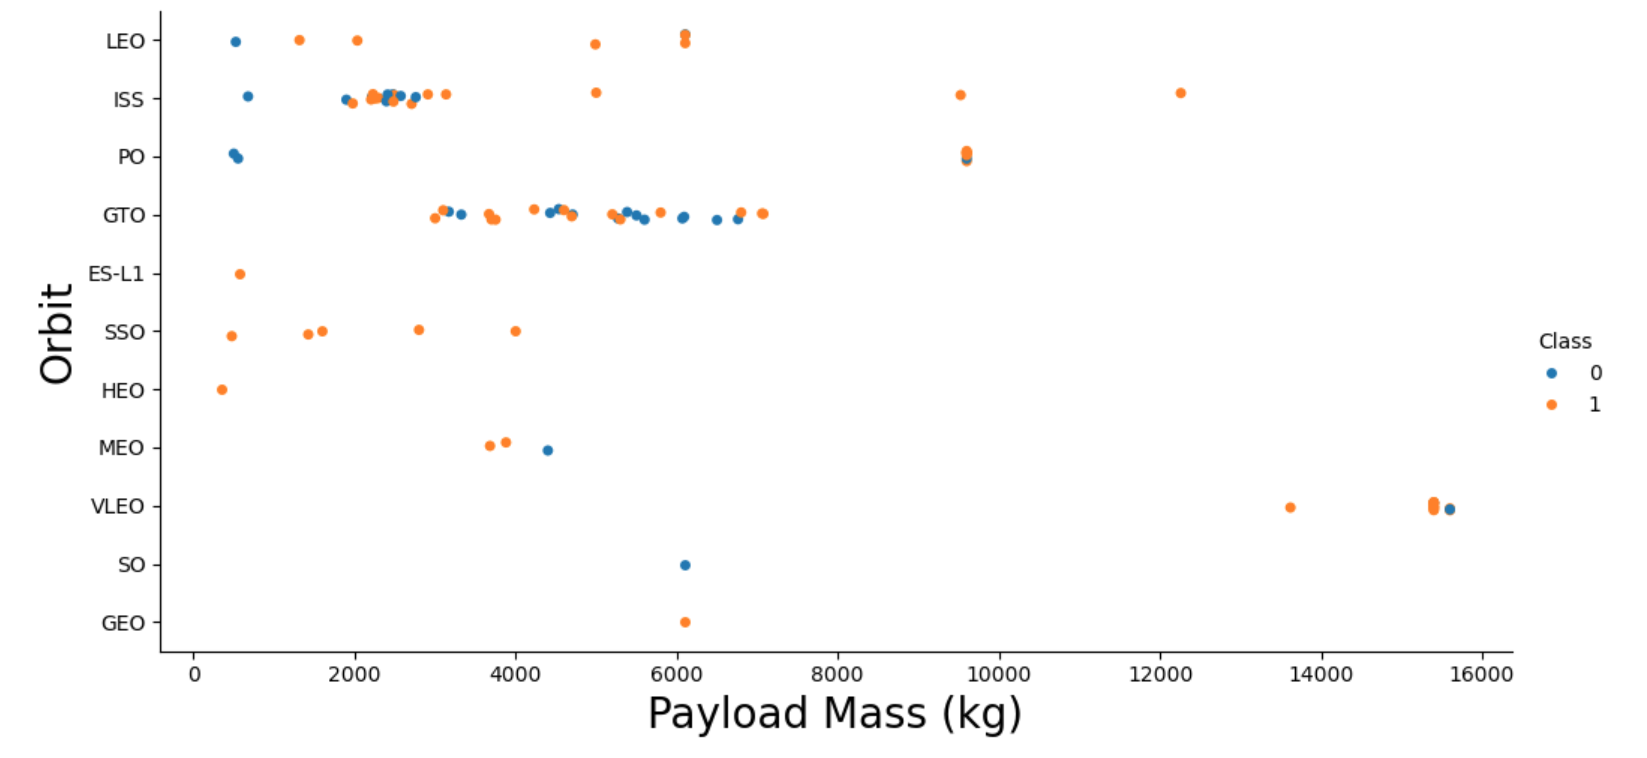 LEO
ISS
PO
GTO
ES-L1
SSO
HEO
MEO
VLEO
SO
GEO
Orbit
0 2000 4000 6000 8000 10000 12000 14000 16000
Payload Mass (kg)
Class
0
1